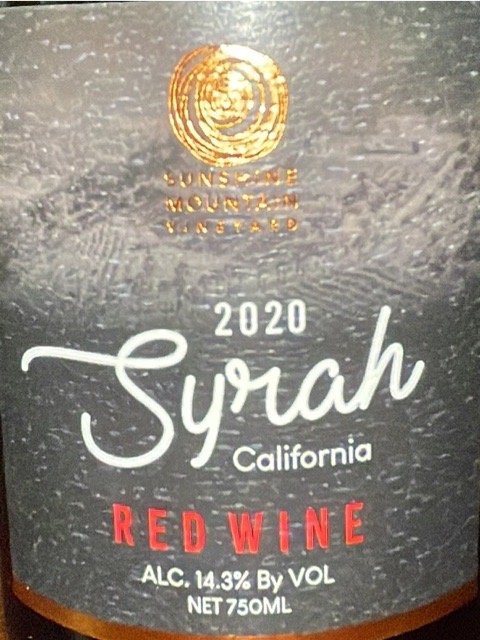 SUNSHINE
MOUNTAIN
VINEYARD
2020
Syrah
California
RED WINE
ALC. 14.3% By VOL
NET 750ML